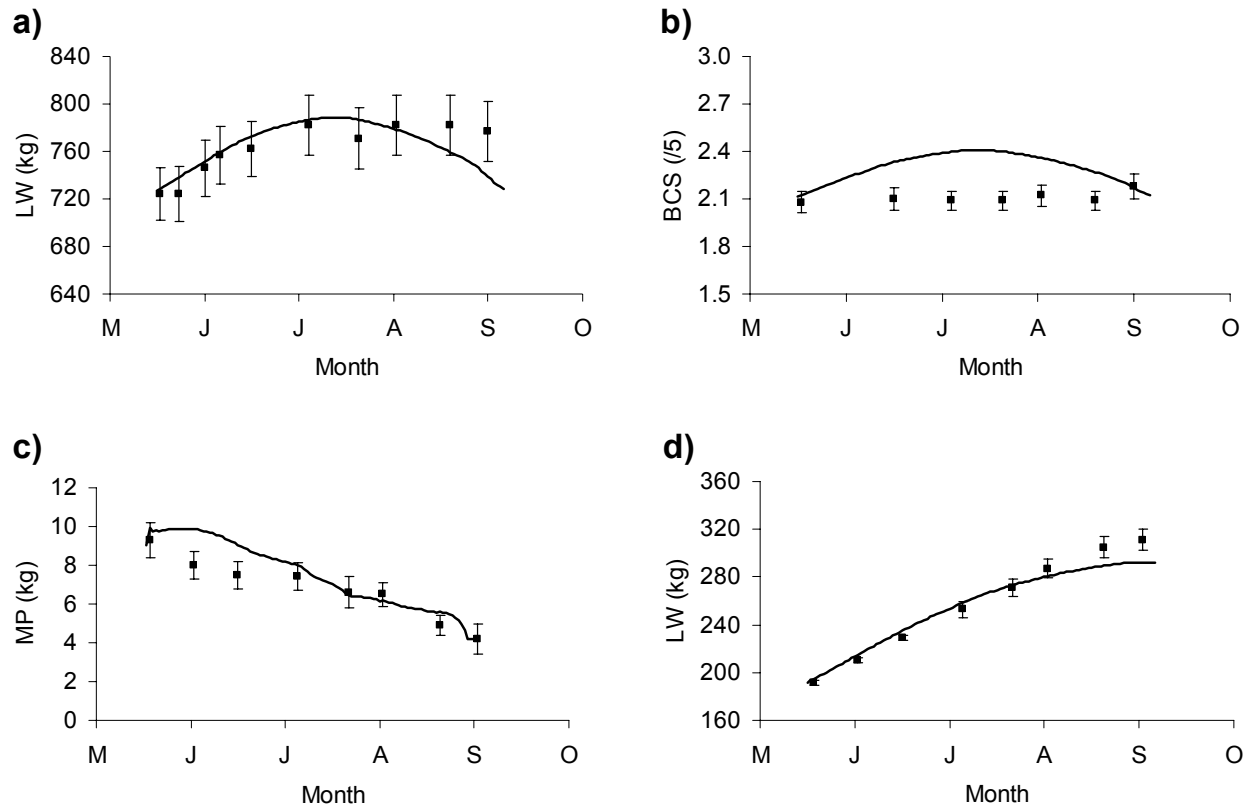 a)
840
800
760
720
680
640
LW (kg)
M J J A S O
Month
b)
3.0
2.7
2.4
2.1
1.8
1.5
BCS (/5)
M J J A S O
Month
c)
12
10
8
6
4
2
0
MP (kg)
M J J A S O
Month
d)
360
320
280
240
200
160
LW (kg)
M J J A S O
Month